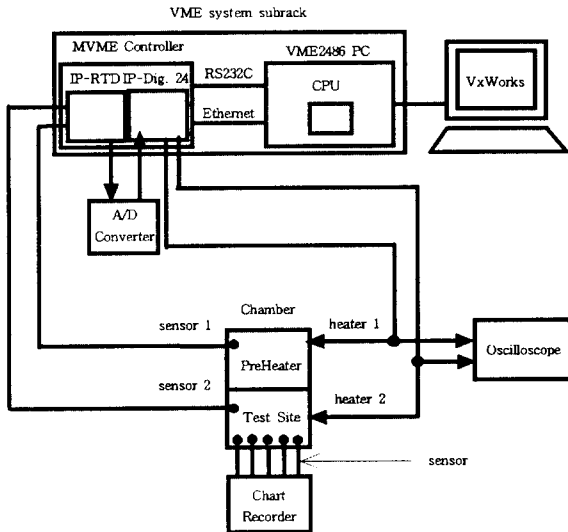 VME system subrack
MVME Controller
VME2486 PC
IP-RTD IP-Dig. 24
RS232C
CPU
VxWorks
Ethernet
A/D
Converter
Chamber
sensor 1
heater 1
PreHeater
Oscilloscope
sensor 2
heater 2
Test Site
sensor
Chart
Recorder